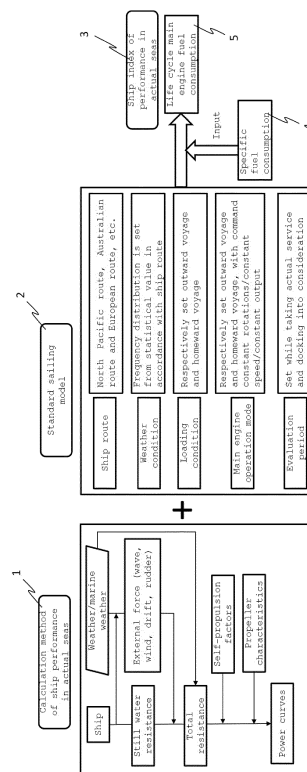 1
Calculation method
of ship performance
in actual seas
Ship
Weather/marine
weather
Still water
resistance
External force (wave,
wind, drift, rudder)
Total
resistance
Self-propulsion
factors
Propeller
characteristics
Power curves
+
2
Standard sailing
model
Ship route
North Pacific route, Australian
route and European route, etc.
Weather
condition
Frequency distribution is set
from statistical value in
accordance with ship route
Loading
condition
Respectively set outward voyage
and homeward voyage
Main engine
operation mode
Respectively set outward voyage
and homeward voyage, with command
constant rotations/constant
speed/constant output
Evaluation
period
Set while taking actual service
and docking into consideration
3
Ship index of
performance in
actual seas
Life cycle main
engine fuel
consumption
5
Input
Specific
fuel
consumption
4